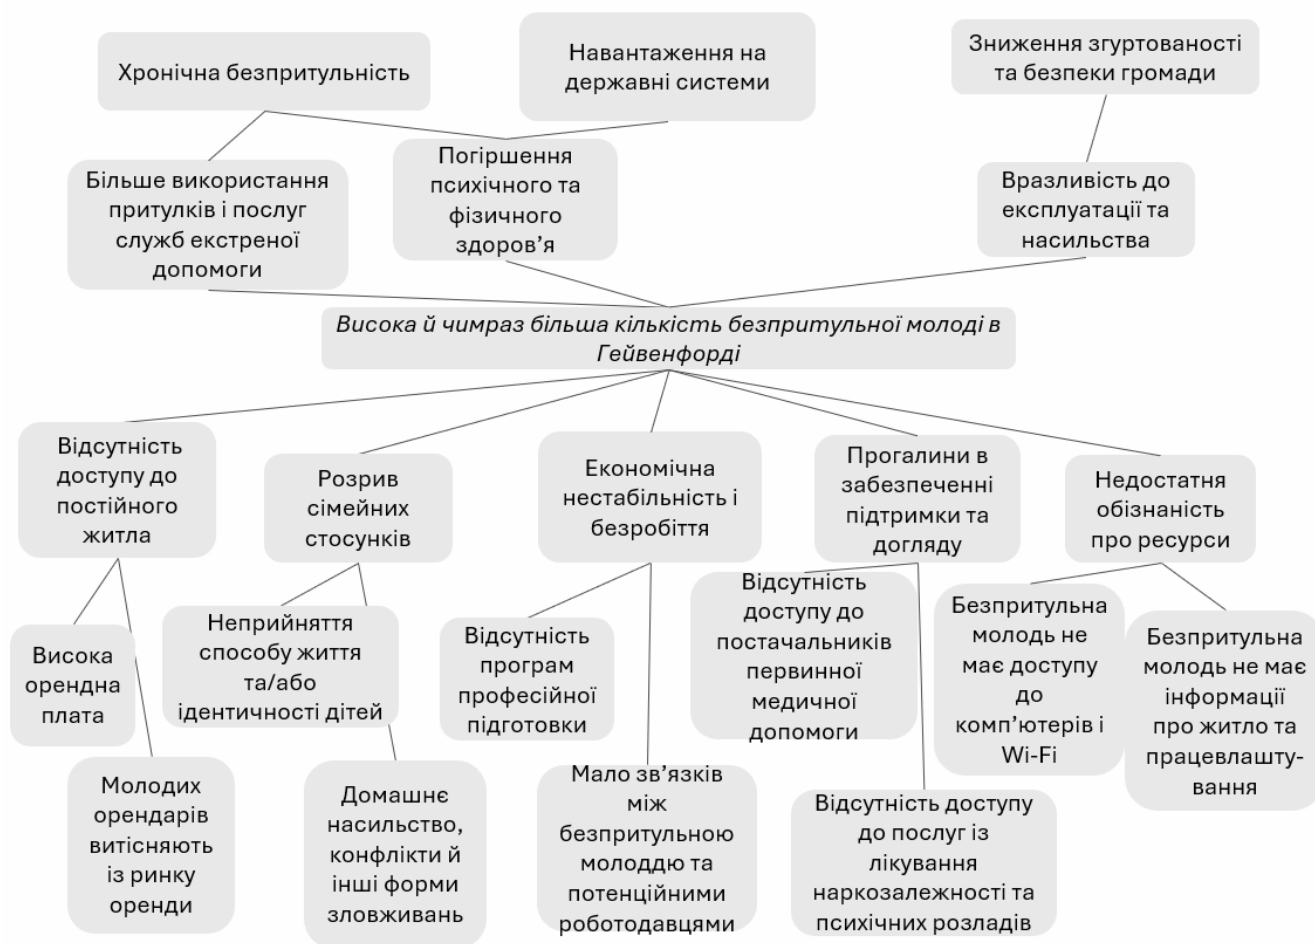 Хронічна безпритульність
Навантаження на
державні системи
Зниження згуртованості
та безпеки громади
Більше використання
притулків і послуг
служб екстреної
допомоги
Погіршення
психічного та
фізичного
здоров’я
Вразливість до
експлуатації та
насильства
Висока й чимраз більша кількість безпритульної молоді в
Гейвенфорді
Відсутність
доступу до
постійного
житла
Розрив
сімейних
стосунків
Економічна
нестабільність і
безробіття
Прогалини в
забезпеченні
підтримки та
догляду
Недостатня
обізнаність
про ресурси
Висока
орендна
плата
Молодих
орендарів
витісняють
із ринку
оренди
Неприйняття
способу життя
та/або
ідентичності дітей
Домашнє
насильство,
конфлікти й
інші форми
зловживань
Відсутність
програм
професійної
підготовки
Мало зв’язків
між
безпритульною
молоддю та
потенційними
роботодавцями
Відсутність
доступу до
постачальників
первинної
медичної
допомоги
Відсутність доступу
до послуг із
лікування
наркозалежності та
психічних розладів
Безпритульна
молодь не
має доступу
до
комп’ютерів і
Wi-Fi
Безпритульна
молодь не має
інформації
про житло та
працевлашту-
вання